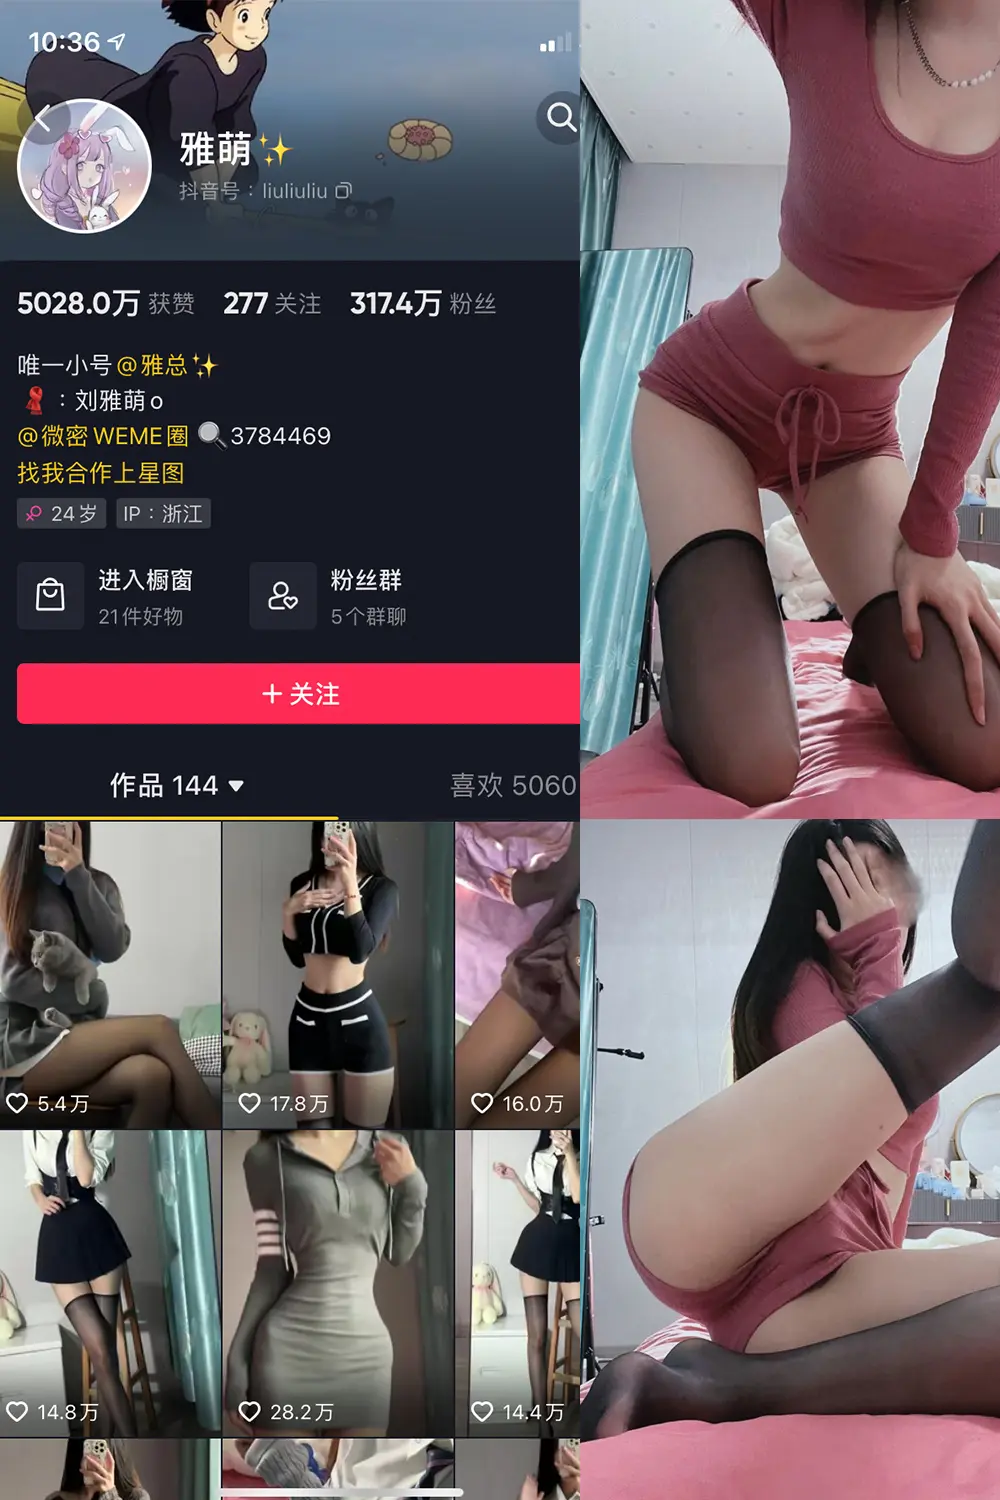 10:36
雅萌✨
抖音号：liuliuliu
5028.0万 获赞 277 关注 317.4万 粉丝
唯一小号@雅总✨
🧣：刘雅萌o
@微密WEME圈🔍3784469
找我合作上星图
24岁 IP：浙江
进入橱窗
21件好物
粉丝群
5个群聊
+ 关注
作品 144 喜欢 5060
5.4万 17.8万 16.0万
14.8万 28.2万 14.4万